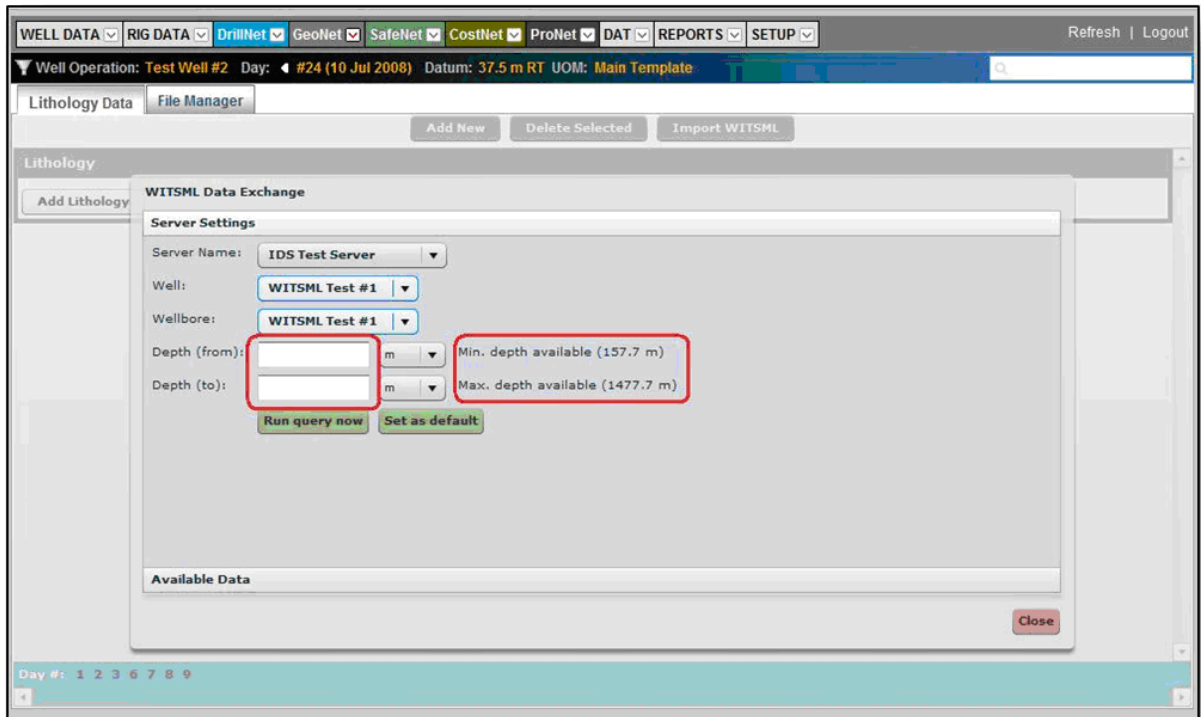 WELL DATA RIG DATA DrillNet GeoNet SafeNet CostNet ProNet DAT REPORTS SETUP Refresh | Logout
Well Operation: Test Well #2 Day: #24 (10 Jul 2008) Datum: 37.5 m RT UOM: Main Template
Lithology Data File Manager
Add New Delete Selected Import WITSML
Lithology
Add Lithology
WITSML Data Exchange
Server Settings
Server Name: IDS Test Server
Well: WITSML Test #1
Wellbore: WITSML Test #1
Depth (from): m Min. depth available (157.7 m)
Depth (to): m Max. depth available (1477.7 m)
Run query now Set as default
Available Data
Close
Day #: 1 2 3 6 7 8 9